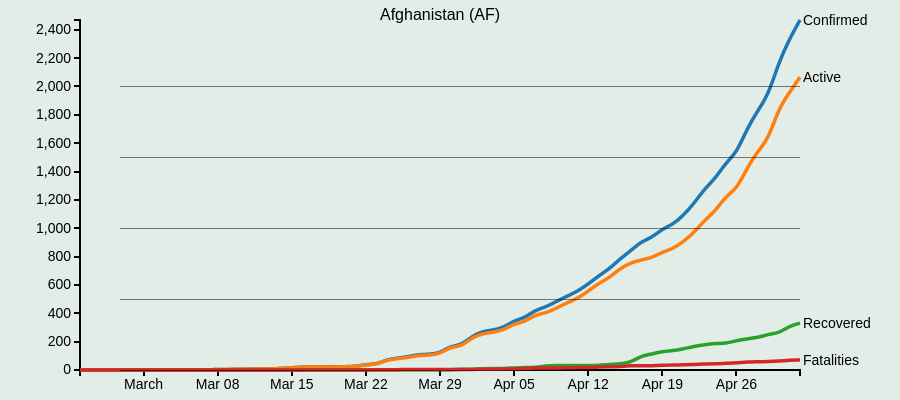 Afghanistan (AF)
2,400
2,200
2,000
1,800
1,600
1,400
1,200
1,000
800
600
400
200
0
Confirmed
Active
Recovered
Fatalities
March
Mar 08
Mar 15
Mar 22
Mar 29
Apr 05
Apr 12
Apr 19
Apr 26